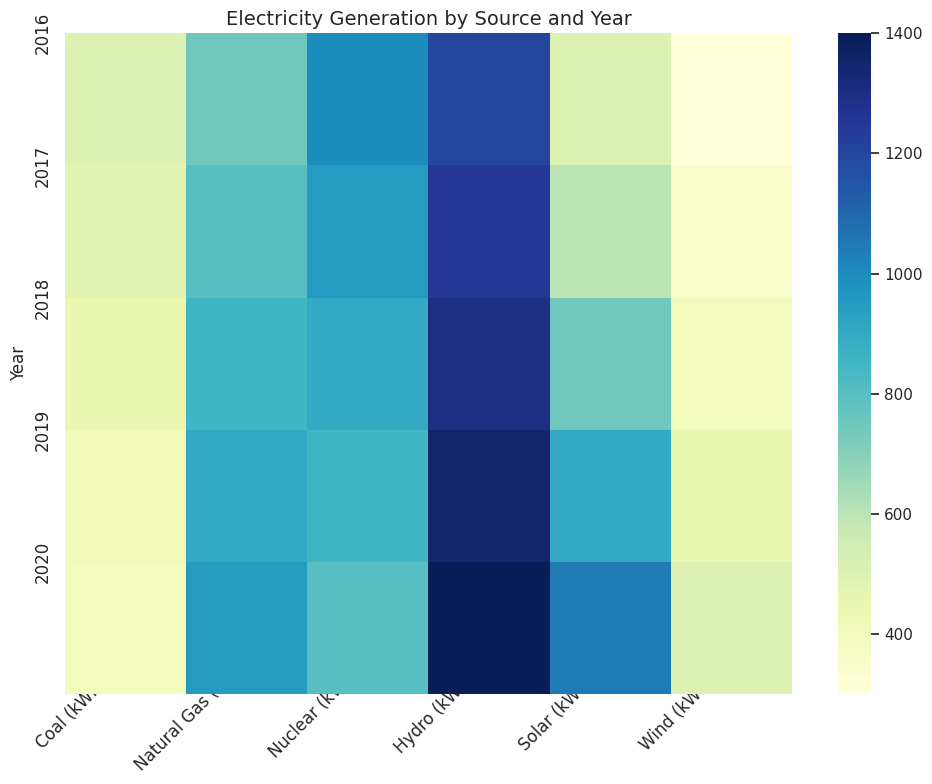 Electricity Generation by Source and Year
2016
2017
2018
2019
2020
Year
Coal (kW
Natural Gas (
Nuclear (kW
Hydro (kW
Solar (kW
Wind (kW
1400
1200
1000
800
600
400